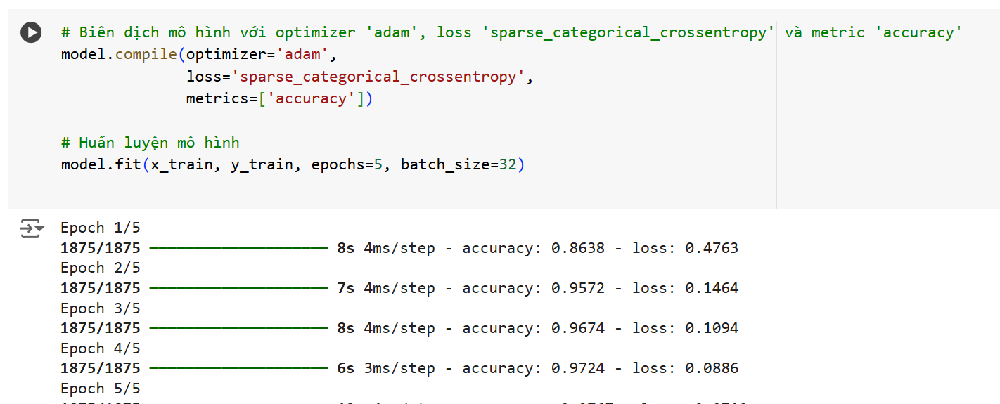 # Biên dịch mô hình với optimizer 'adam', loss 'sparse_categorical_crossentropy' và metric 'accuracy'
model.compile(optimizer='adam',
loss='sparse_categorical_crossentropy',
metrics=['accuracy'])
# Huấn luyện mô hình
model.fit(x_train, y_train, epochs=5, batch_size=32)
Epoch 1/5
1875/1875 ━━━━━━━━━━━━━━━━━━━━ 8s 4ms/step - accuracy: 0.8638 - loss: 0.4763
Epoch 2/5
1875/1875 ━━━━━━━━━━━━━━━━━━━━ 7s 4ms/step - accuracy: 0.9572 - loss: 0.1464
Epoch 3/5
1875/1875 ━━━━━━━━━━━━━━━━━━━━ 8s 4ms/step - accuracy: 0.9674 - loss: 0.1094
Epoch 4/5
1875/1875 ━━━━━━━━━━━━━━━━━━━━ 6s 3ms/step - accuracy: 0.9724 - loss: 0.0886
Epoch 5/5